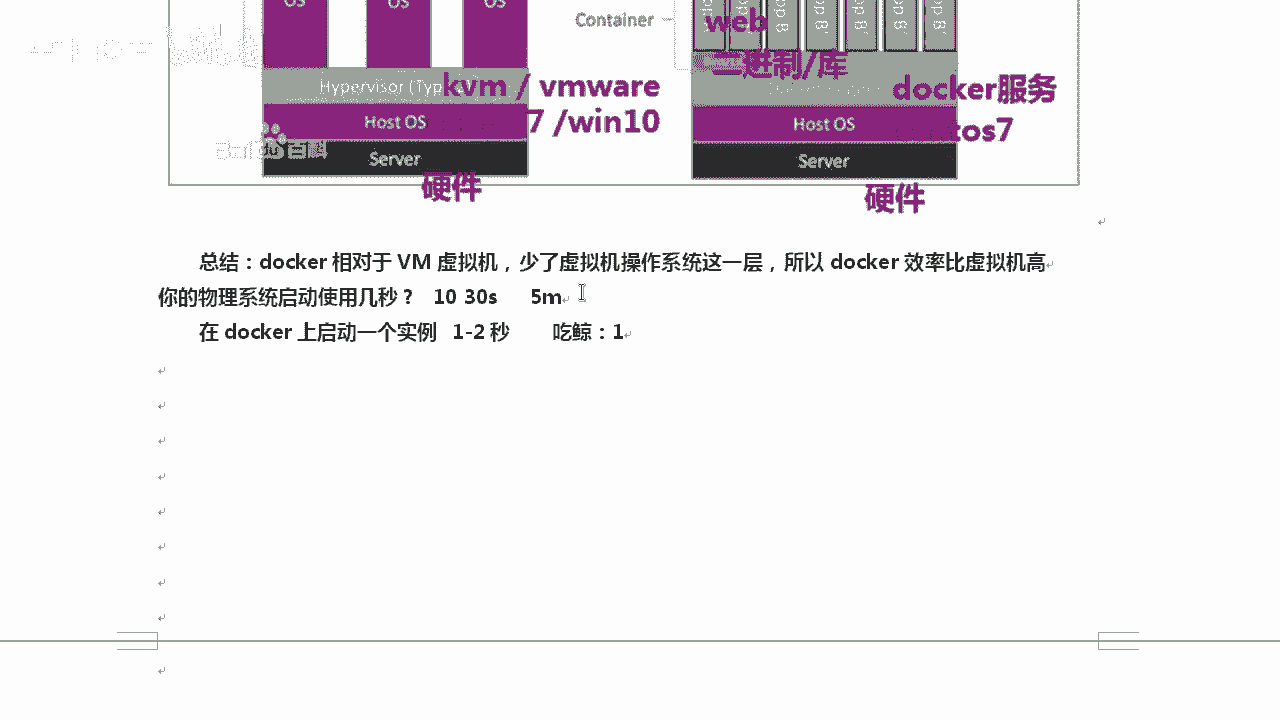 OS OS OS
Container
web
二进制/库
Hypervisor (Typ
kvm / vmware
docker服务
Host OS
7 /win10
Host OS
tos7
百科
Server
Server
硬件
硬件
总结：docker 相对于 VM 虚拟机，少了虚拟机操作系统这一层，所以 docker 效率比虚拟机高
你的物理系统启动使用几秒？ 10 30s 5m
在 docker 上启动一个实例 1-2 秒 吃鲸：1